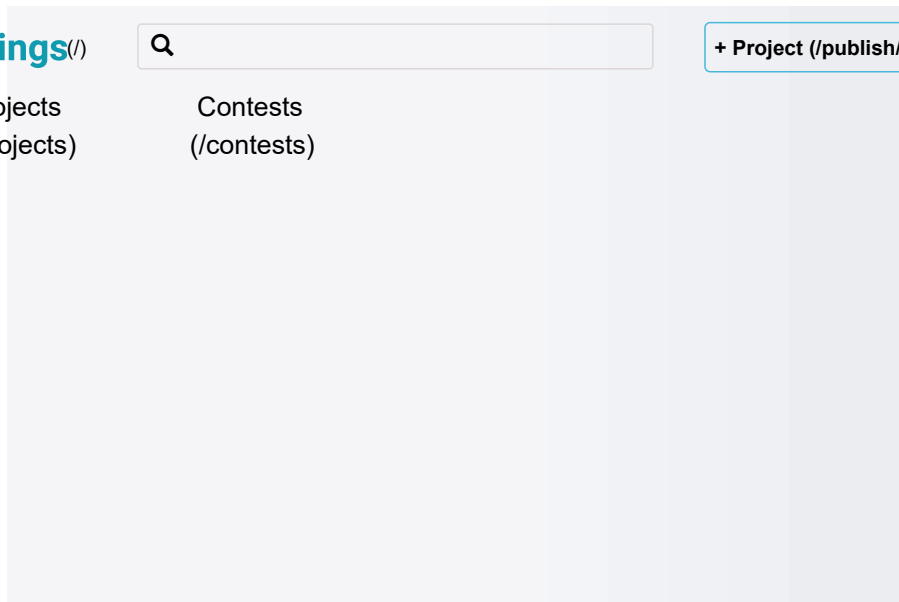 ings(/)
+ Project (/publish/
ojects
Contests
ojects)
(/contests)